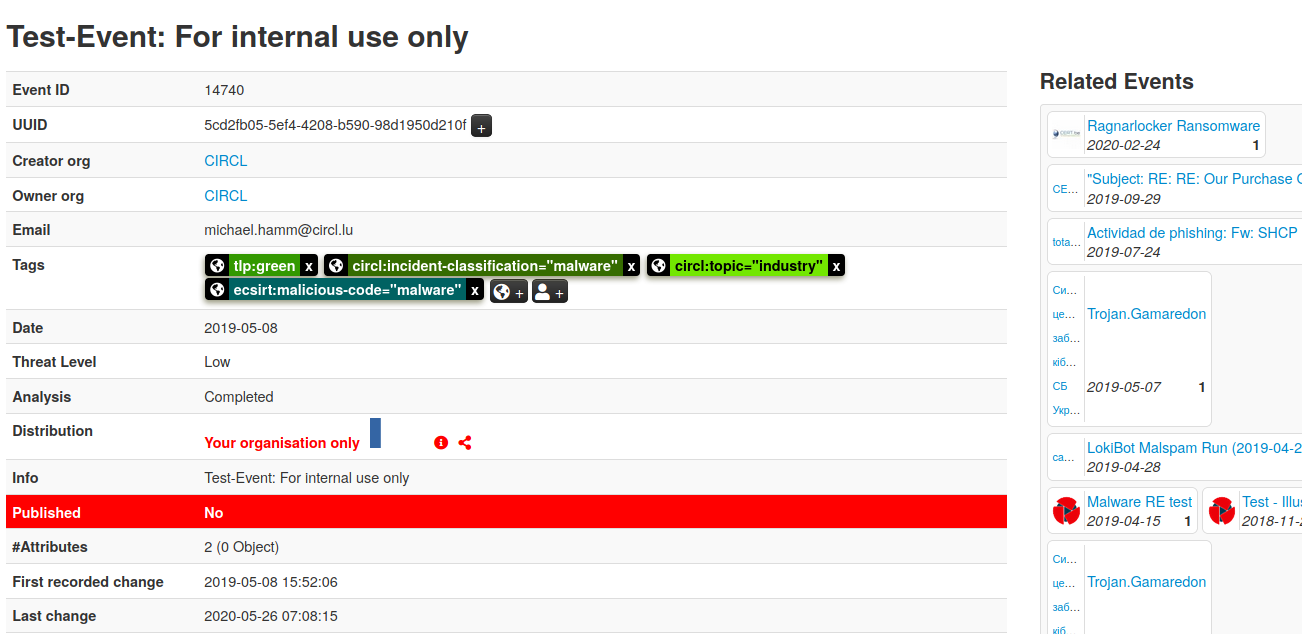 Test-Event: For internal use only
Event ID 14740
UUID 5cd2fb05-5ef4-4208-b590-98d1950d210f +
Creator org CIRCL
Owner org CIRCL
Email michael.hamm@circl.lu
Tags tlp:green x circl:incident-classification="malware" x circl:topic="industry" x
ecsirt:malicious-code="malware" x + +
Date 2019-05-08
Threat Level Low
Analysis Completed
Distribution Your organisation only
Info Test-Event: For internal use only
Published No
#Attributes 2 (0 Object)
First recorded change 2019-05-08 15:52:06
Last change 2020-05-26 07:08:15
Related Events
Ragnarlocker Ransomware
2020-02-24 1
CE... "Subject: RE: RE: Our Purchase
2019-09-29
tota... Actividad de phishing: Fw: SHCP
2019-07-24
Си...
це...
заб...
кіб...
СБ
Укр...
Trojan.Gamaredon
2019-05-07 1
ca... LokiBot Malspam Run (2019-04-2
2019-04-28
Malware RE test
2019-04-15 1
Test - Illus
2018-11-2
Си...
це...
заб...
кіб...
Trojan.Gamaredon